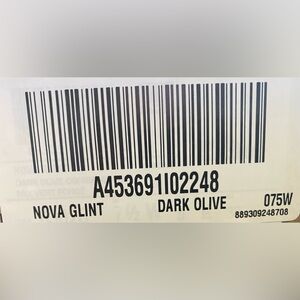 A453691I02248
NOVA GLINT DARK OLIVE 075W
889309248708